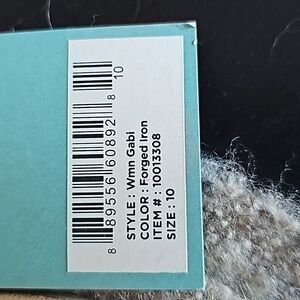 8 89556 60892 8 10
STYLE : Wmn Gabi
COLOR : Forged Iron
ITEM # : 10013308
SIZE : 10